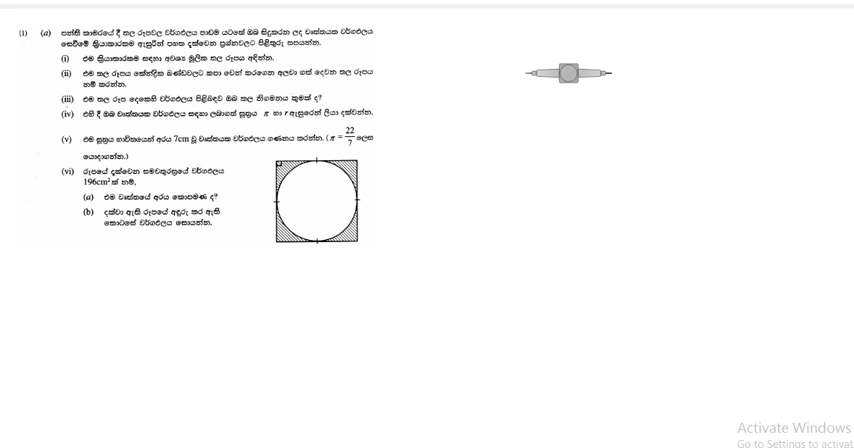 (1) (a) පන්ති කාමරයේ දී තල රූපවල වර්ගඵලය පාඩම යටතේ ඔබ සිදුකරන ලද වෘත්තයක වර්ගඵලය
සෙවීමේ ක්‍රියාකාරකම ඇසුරින් පහත දැක්වෙන ප්‍රශ්නවලට පිළිතුරු සපයන්න.
(i) එම ක්‍රියාකාරකම සඳහා අවශ්‍ය මූලික තල රූපය අඳින්න.
(ii) එම තල රූපය කේන්ද්‍රික ඛණ්ඩවලට කපා වෙන් කරගෙන අලවා ගත් දෙවන තල රූපය
නම් කරන්න.
(iii) එම තල රූප දෙකෙහි වර්ගඵලය පිළිබඳව ඔබ කල නිගමනය කුමක් ද?
(iv) එහි දී ඔබ වෘත්තයක වර්ගඵලය සඳහා ලබාගත් සූත්‍රය π හා r ඇසුරෙන් ලියා දක්වන්න.
(v) එම සූත්‍රය භාවිතයෙන් අරය 7cm වූ වෘත්තයක වර්ගඵලය ගණනය කරන්න. (π = 22/7 ලෙස
යොදාගන්න.)
(vi) රූපයේ දැක්වෙන සමචතුරස්‍රයේ වර්ගඵලය
196cm² ක් නම්,
(a) එම වෘත්තයේ අරය කොපමණ ද?
(b) දක්වා ඇති රූපයේ අඳුරු කර ඇති
කොටසේ වර්ගඵලය සොයන්න.
Activate Windows
Go to Settings to activat